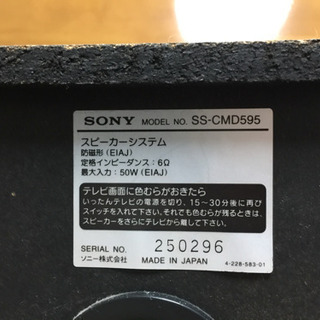 SONY MODEL NO. SS-CMD595
スピーカーシステム
防磁形(EIAJ)
定格インピーダンス:6Ω
最大入力:50W(EIAJ)
テレビ画面に色むらがおきたら
いったんテレビの電源を切り、15~30分後に再び
スイッチを入れて下さい。それでも色むらが残るときは、
スピーカーをさらにテレビから離して下さい。
SERIAL NO. 250296
ソニー株式会社 MADE IN JAPAN 4-228-583-01